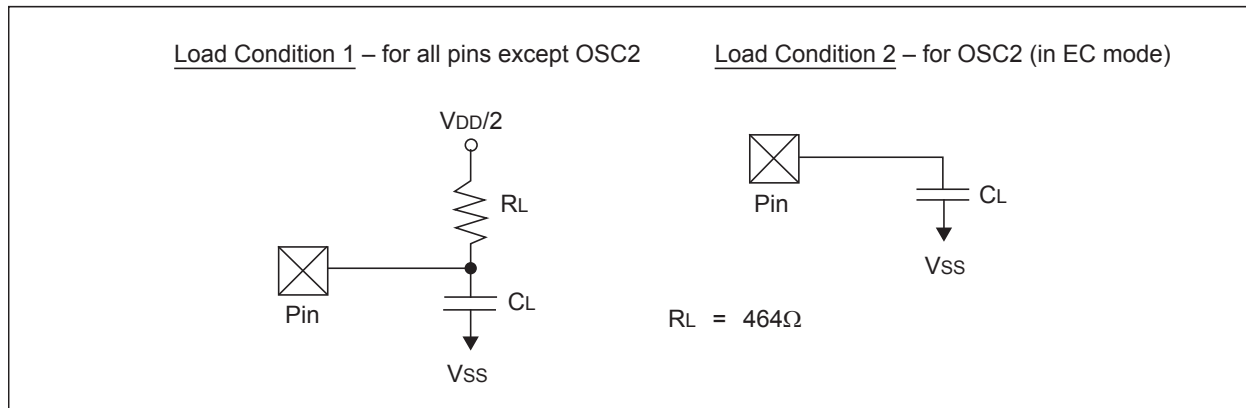 Load Condition 1 – for all pins except OSC2
Load Condition 2 – for OSC2 (in EC mode)
VDD/2
RL
Pin
CL
VSS
Pin
CL
VSS
RL = 464Ω